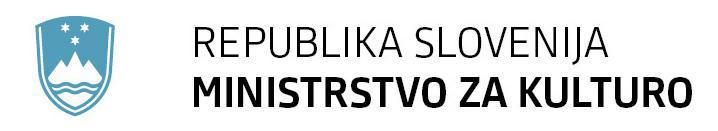 REPUBLIKA SLOVENIJA
MINISTRSTVO ZA KULTURO